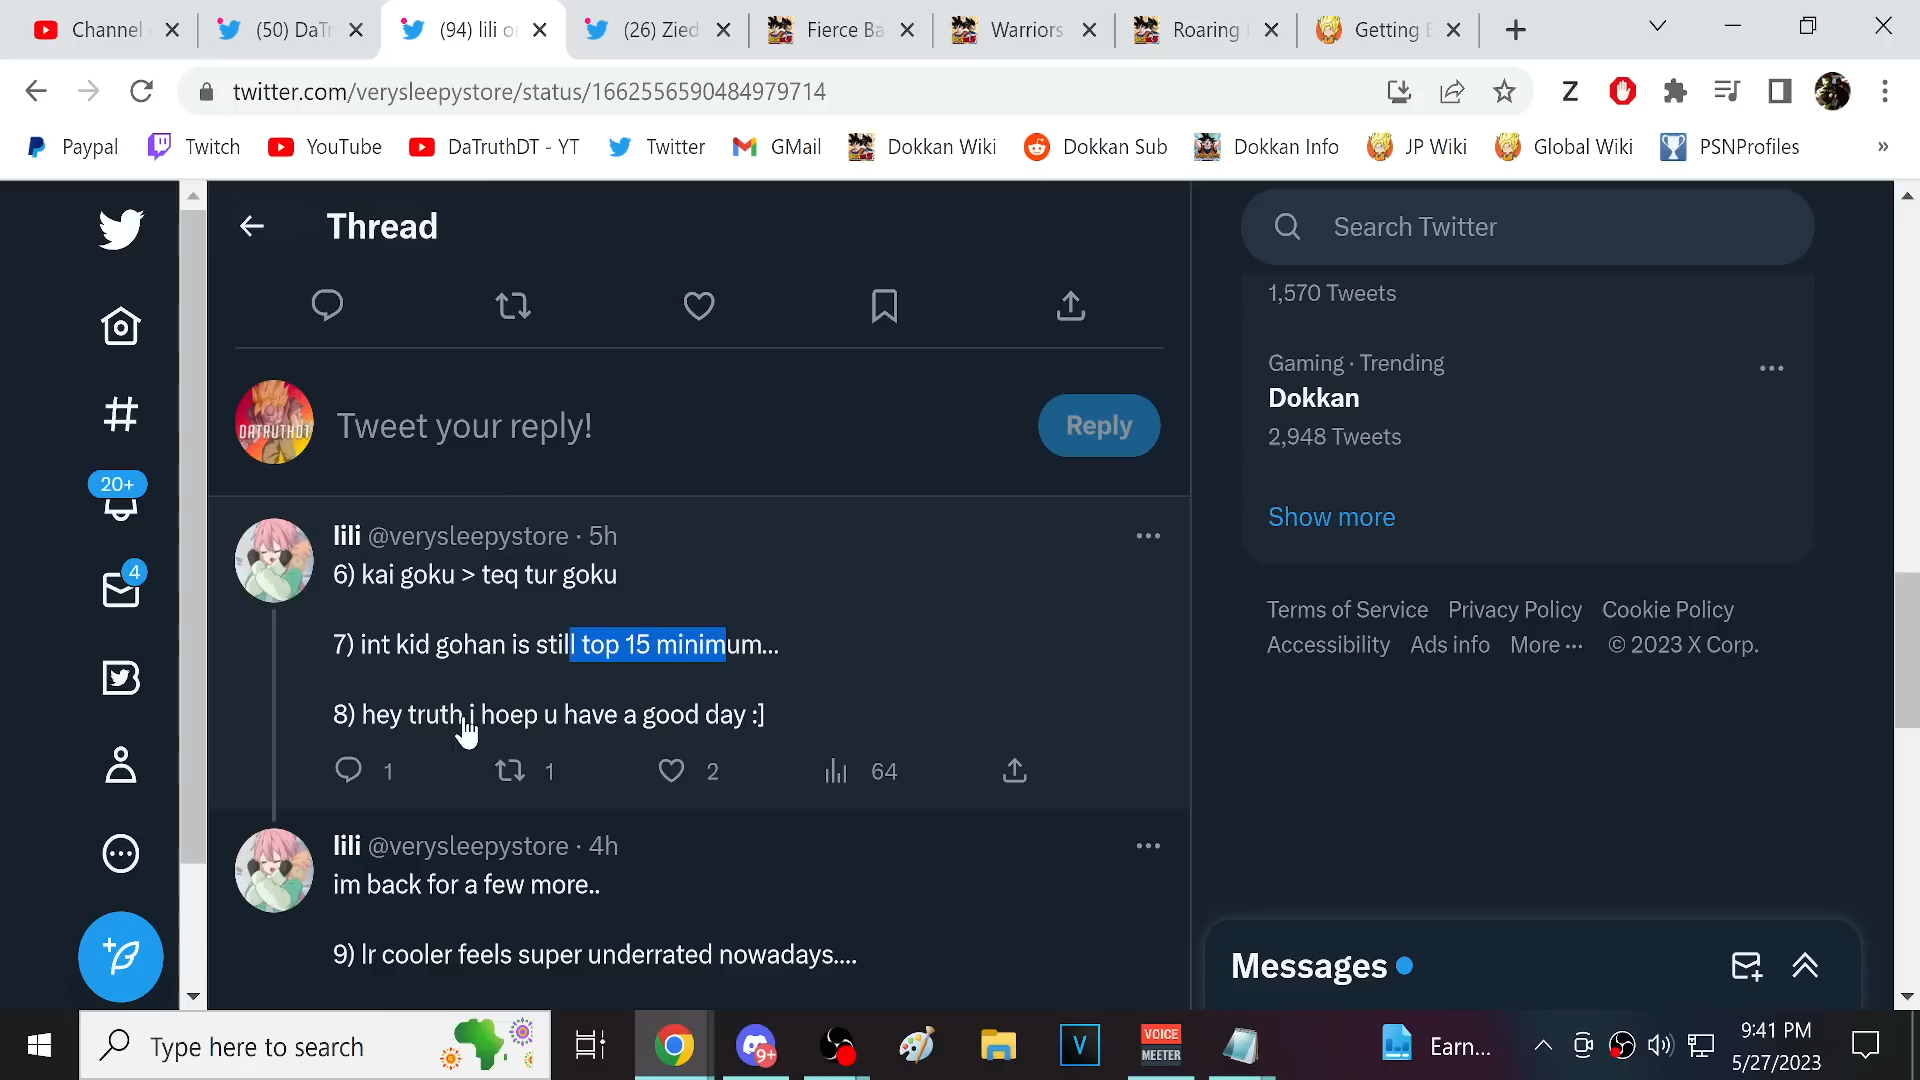 Channel
(50) DaTr
(94) lili o
(26) Zied
Fierce Ba
Warriors
Roaring
Getting E
twitter.com/verysleepystore/status/1662556590484979714
Z
Paypal
Twitch
YouTube
DaTruthDT - YT
Twitter
GMail
Dokkan Wiki
Dokkan Sub
Dokkan Info
JP Wiki
Global Wiki
PSNProfiles
»
Thread
Search Twitter
1,570 Tweets
Gaming · Trending
Dokkan
2,948 Tweets
Show more
DATRUTHDT
Tweet your reply!
Reply
20+
4
lili @verysleepystore · 5h
6) kai goku > teq tur goku
7) int kid gohan is still top 15 minimum...
8) hey truth i hoep u have a good day :]
1
1
2
64
Terms of Service Privacy Policy Cookie Policy
Accessibility Ads info More ··· © 2023 X Corp.
lili @verysleepystore · 4h
im back for a few more..
9) lr cooler feels super underrated nowadays....
Messages
Type here to search
9+
V
VOICE
MEETER
Earn...
9:41 PM
5/27/2023